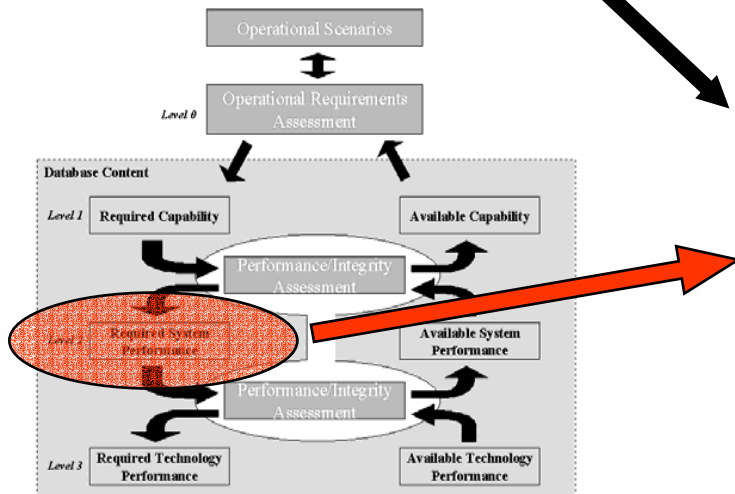 Operational Scenarios
Operational Requirements
Assessment
Level 0
Database Content
Level 1
Required Capability
Available Capability
Performance/Integrity
Assessment
Level
Required System
Performance
Available System
Performance
Performance/Integrity
Assessment
Level 3
Required Technology
Performance
Available Technology
Performance